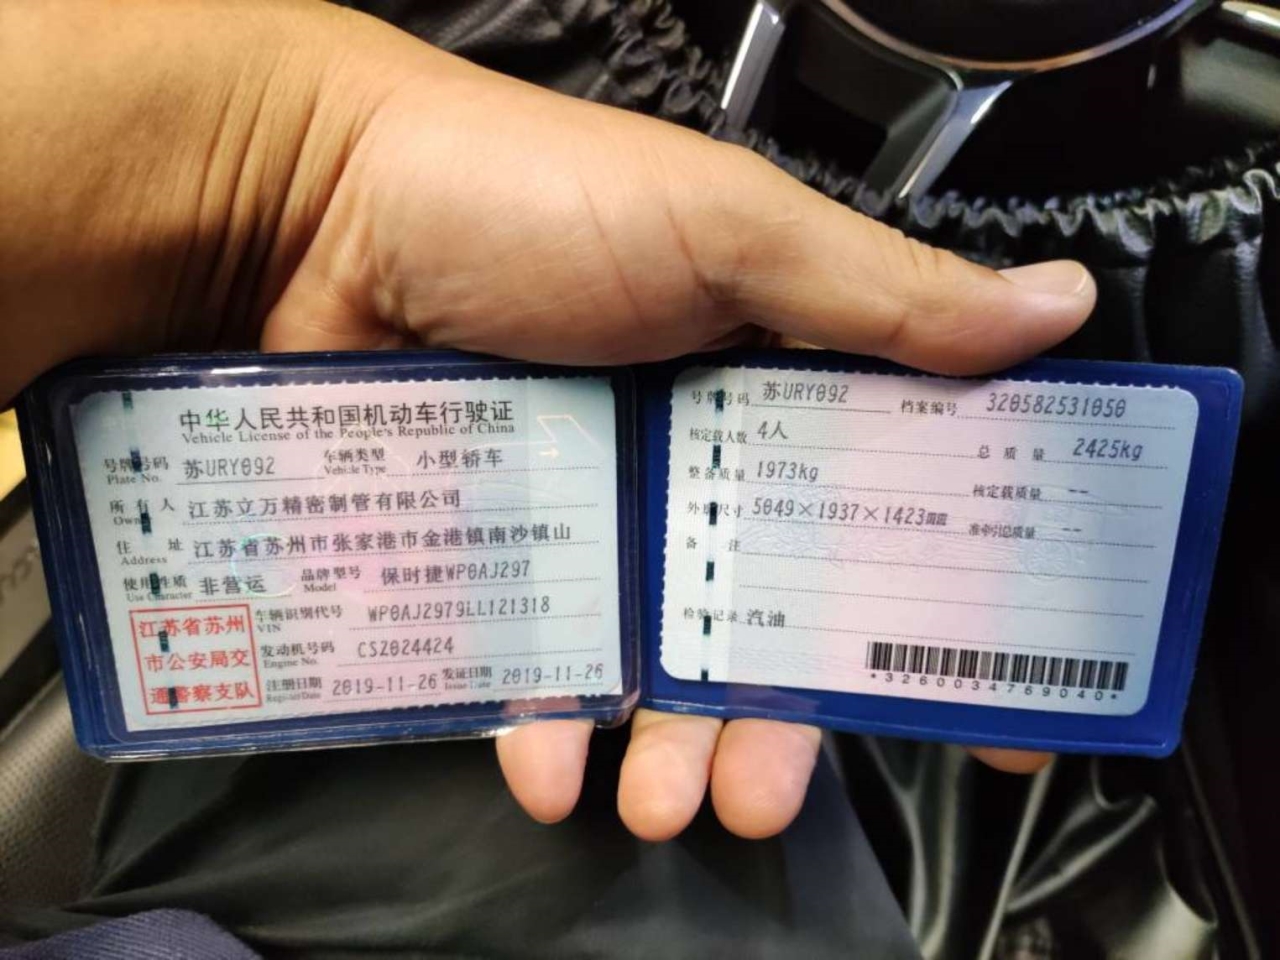 中华人民共和国机动车行驶证
Vehicle License of the People's Republic of China
号牌号码 Plate No. 苏URY092 车辆类型 Vehicle Type 小型轿车
所有人 Owner 江苏立万精密制管有限公司
住址 Address 江苏省苏州市张家港市金港镇南沙镇山
使用性质 Use Character 非营运 品牌型号 Model 保时捷WP0AJ297
车辆识别代号 VIN WP0AJ2979LL121318
发动机号码 Engine No. CSZ024424
注册日期 Register Date 2019-11-26 发证日期 Issue Date 2019-11-26
江苏省苏州
市公安局交
通警察支队
号牌号码 苏URY092 档案编号 320582531050
核定载人数 4人 总质量 2425kg
整备质量 1973kg 核定载质量 --
外廓尺寸 5049×1937×1423 准牵引总质量 --
备注
检验记录 汽油
*3260034769040*